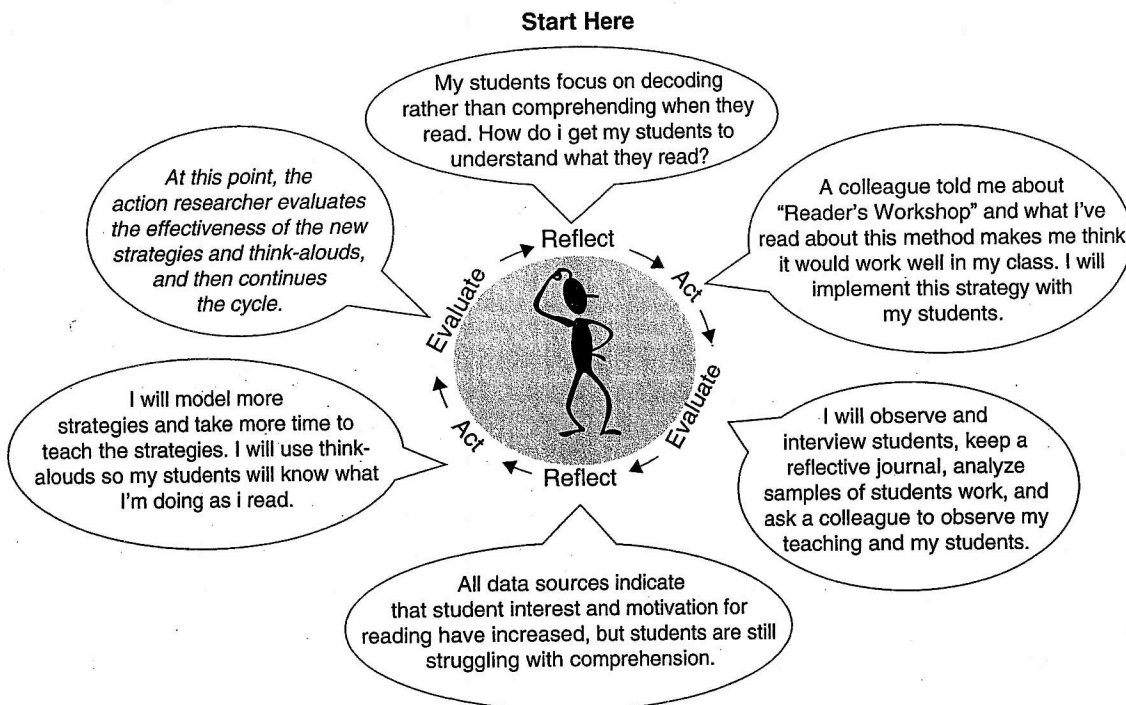 Start Here
My students focus on decoding
rather than comprehending when they
read. How do i get my students to
understand what they read?
A colleague told me about
“Reader's Workshop” and what I've
read about this method makes me think
it would work well in my class. I will
implement this strategy with
my students.
I will observe and
interview students, keep a
reflective journal, analyze
samples of students work, and
ask a colleague to observe my
teaching and my students.
All data sources indicate
that student interest and motivation for
reading have increased, but students are still
struggling with comprehension.
I will model more
strategies and take more time to
teach the strategies. I will use think-
alouds so my students will know what
I'm doing as i read.
At this point, the
action researcher evaluates
the effectiveness of the new
strategies and think-alouds,
and then continues
the cycle.
Reflect
Act
Evaluate
Reflect
Act
Evaluate